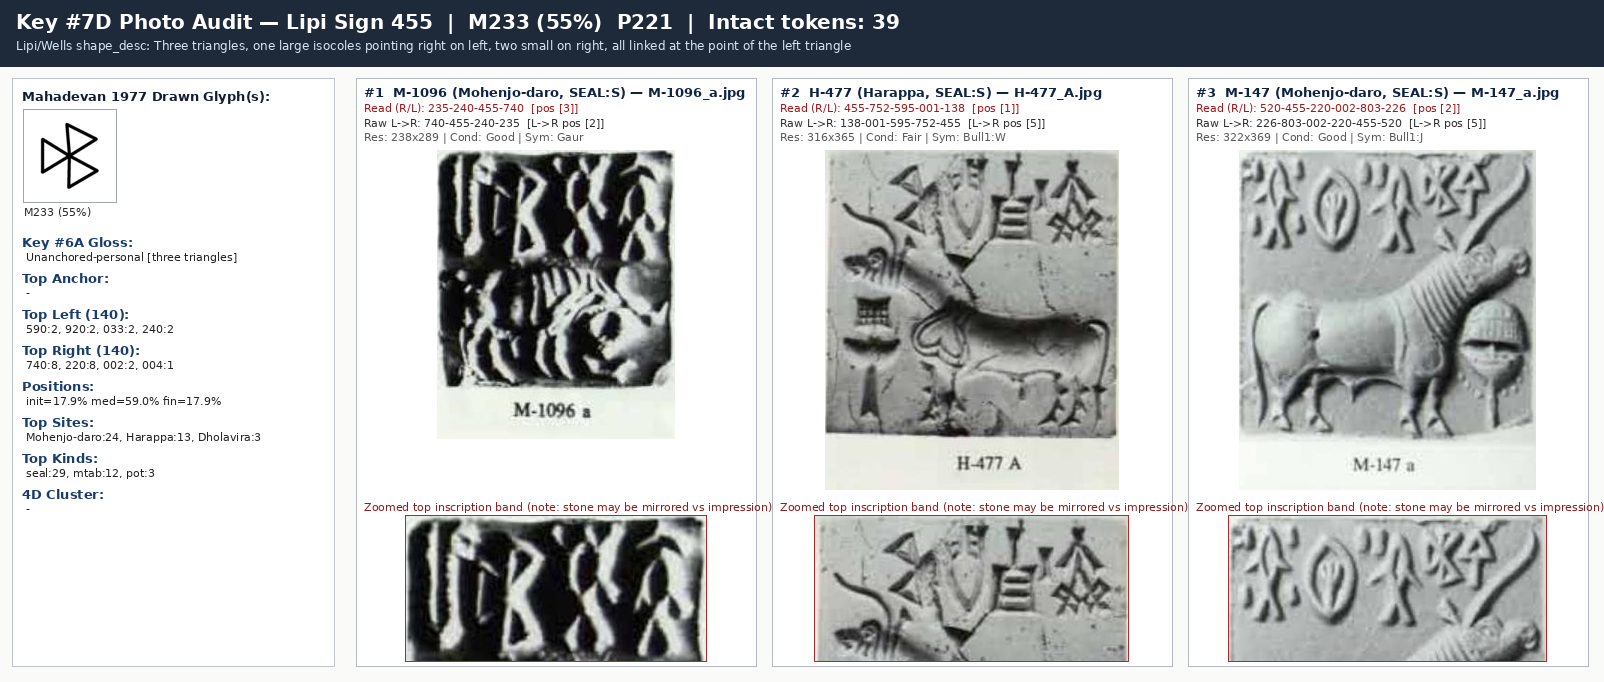 Key #7D Photo Audit — Lipi Sign 455 | M233 (55%) P221 | Intact tokens: 39
Lipi/Wells shape_desc: Three triangles, one large isocoles pointing right on left, two small on right, all linked at the point of the left triangle
Mahadevan 1977 Drawn Glyph(s):
M233 (55%)
Key #6A Gloss:
Unanchored-personal [three triangles]
Top Anchor:
-
Top Left (140):
590:2, 920:2, 033:2, 240:2
Top Right (140):
740:8, 220:8, 002:2, 004:1
Positions:
init=17.9% med=59.0% fin=17.9%
Top Sites:
Mohenjo-daro:24, Harappa:13, Dholavira:3
Top Kinds:
seal:29, mtab:12, pot:3
4D Cluster:
-
#1 M-1096 (Mohenjo-daro, SEAL:S) — M-1096_a.jpg
Read (R/L): 235-240-455-740 [pos [3]]
Raw L->R: 740-455-240-235 [L->R pos [2]]
Res: 238x289 | Cond: Good | Sym: Gaur
M-1096 a
Zoomed top inscription band (note: stone may be mirrored vs impression)
#2 H-477 (Harappa, SEAL:S) — H-477_A.jpg
Read (R/L): 455-752-595-001-138 [pos [1]]
Raw L->R: 138-001-595-752-455 [L->R pos [5]]
Res: 316x365 | Cond: Fair | Sym: Bull1:W
H-477 A
Zoomed top inscription band (note: stone may be mirrored vs impression)
#3 M-147 (Mohenjo-daro, SEAL:S) — M-147_a.jpg
Read (R/L): 520-455-220-002-803-226 [pos [2]]
Raw L->R: 226-803-002-220-455-520 [L->R pos [5]]
Res: 322x369 | Cond: Good | Sym: Bull1:J
M-147 a
Zoomed top inscription band (note: stone may be mirrored vs impression)